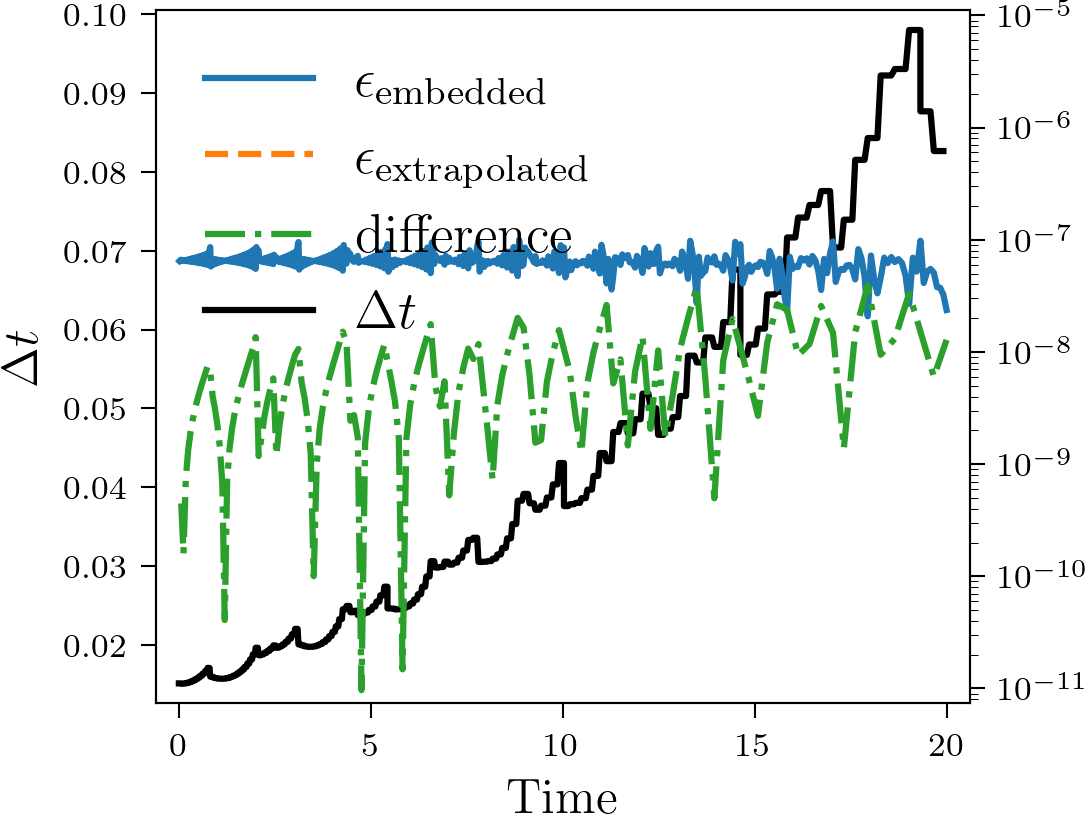 0.10
0.09
0.08
0.07
0.06
0.05
0.04
0.03
0.02
Δt
ϵembedded
ϵextrapolated
difference
Δt
10⁻⁵
10⁻⁶
10⁻⁷
10⁻⁸
10⁻⁹
10⁻¹⁰
10⁻¹¹
0 5 10 15 20
Time